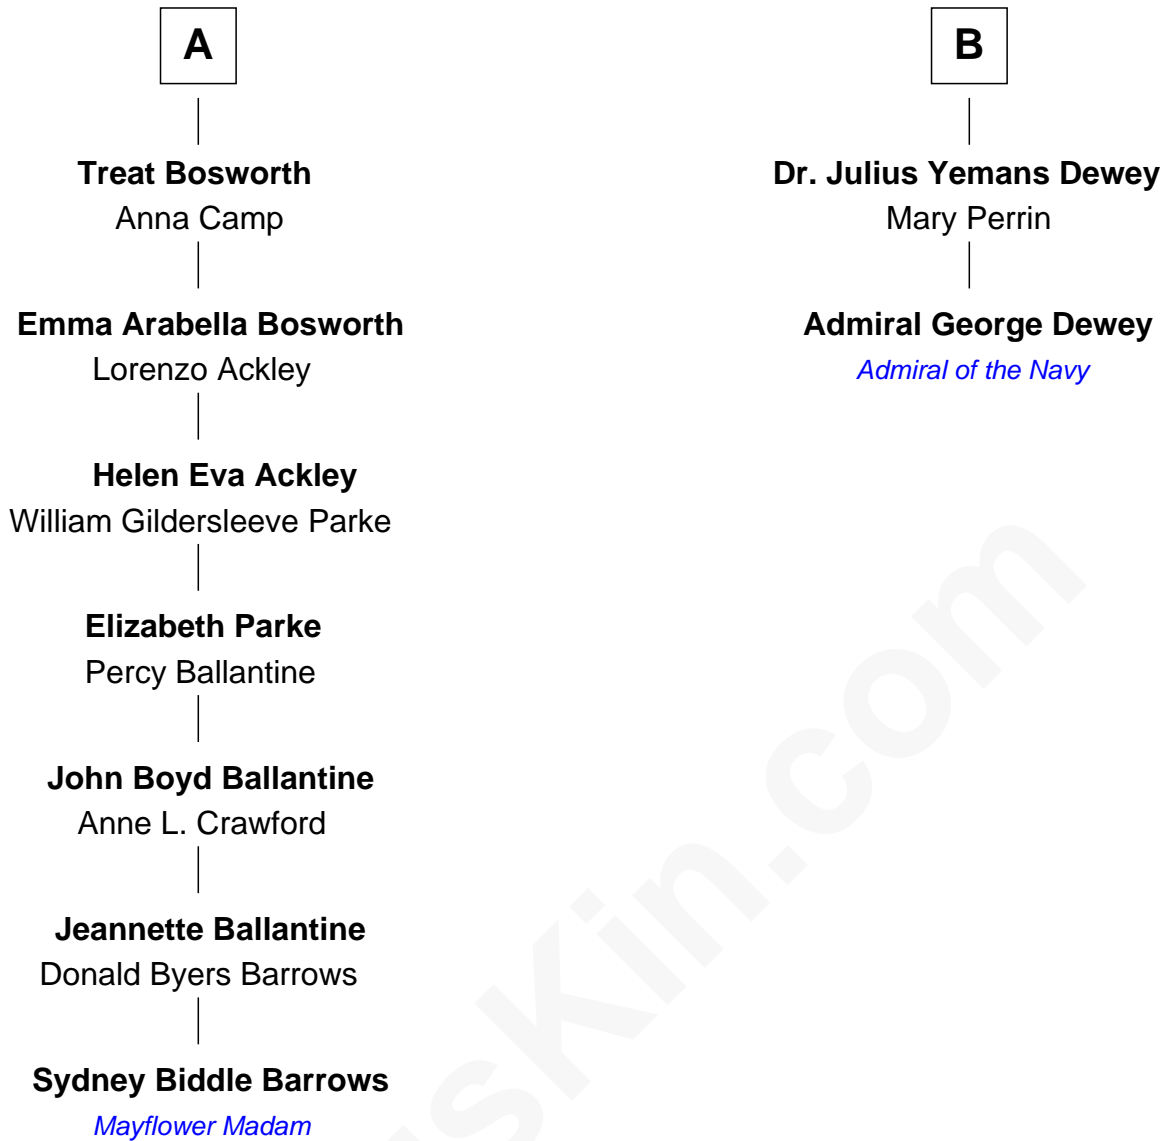 A
Treat Bosworth
Anna Camp
Emma Arabella Bosworth
Lorenzo Ackley
Helen Eva Ackley
William Gildersleeve Parke
Elizabeth Parke
Percy Ballantine
John Boyd Ballantine
Anne L. Crawford
Jeannette Ballantine
Donald Byers Barrows
Sydney Biddle Barrows
Mayflower Madam
B
Dr. Julius Yemans Dewey
Mary Perrin
Admiral George Dewey
Admiral of the Navy
usKin.com